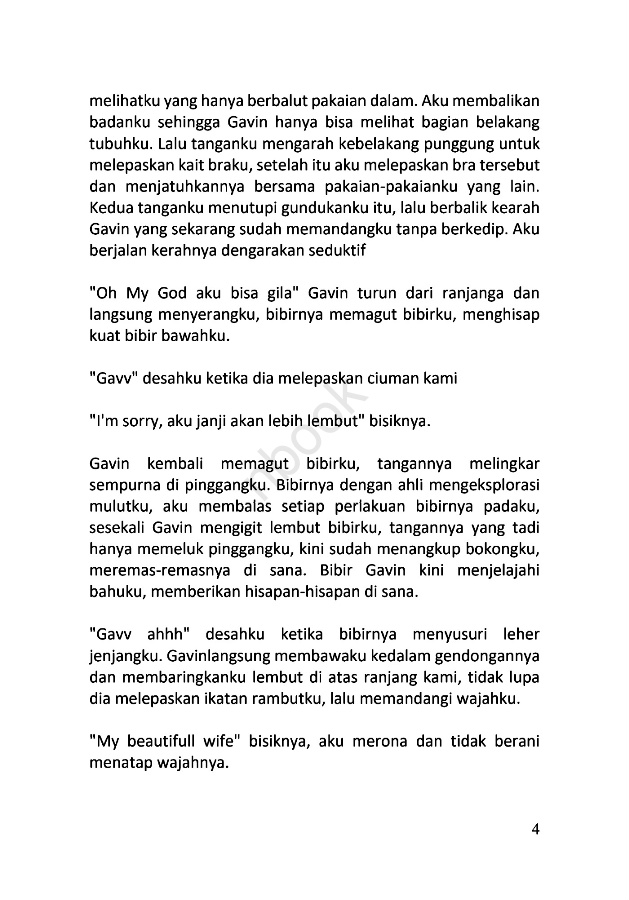 melihatku yang hanya berbalut pakaian dalam. Aku membalikan
badanku sehingga Gavin hanya bisa melihat bagian belakang
tubuhku. Lalu tanganku mengarah kebelakang punggung untuk
melepaskan kait braku, setelah itu aku melepaskan bra tersebut
dan menjatuhkannya bersama pakaian-pakaianku yang lain.
Kedua tanganku menutupi gundukanku itu, lalu berbalik kearah
Gavin yang sekarang sudah memandangku tanpa berkedip. Aku
berjalan kerahnya dengarakan seduktif
"Oh My God aku bisa gila" Gavin turun dari ranjanga dan
langsung menyerangku, bibirnya memagut bibirku, menghisap
kuat bibir bawahku.
"Gavv" desahku ketika dia melepaskan ciuman kami
"I'm sorry, aku janji akan lebih lembut" bisiknya.
Gavin kembali memagut bibirku, tangannya melingkar
sempurna di pinggangku. Bibirnya dengan ahli mengeksplorasi
mulutku, aku membalas setiap perlakuan bibirnya padaku,
sesekali Gavin mengigit lembut bibirku, tangannya yang tadi
hanya memeluk pinggangku, kini sudah menangkup bokongku,
meremas-remasnya di sana. Bibir Gavin kini menjelajahi
bahuku, memberikan hisapan-hisapan di sana.
"Gavv ahhh" desahku ketika bibirnya menyusuri leher
jenjangku. Gavinlangsung membawaku kedalam gendongannya
dan membaringkanku lembut di atas ranjang kami, tidak lupa
dia melepaskan ikatan rambutku, lalu memandangi wajahku.
"My beautifull wife" bisiknya, aku merona dan tidak berani
menatap wajahnya.
4